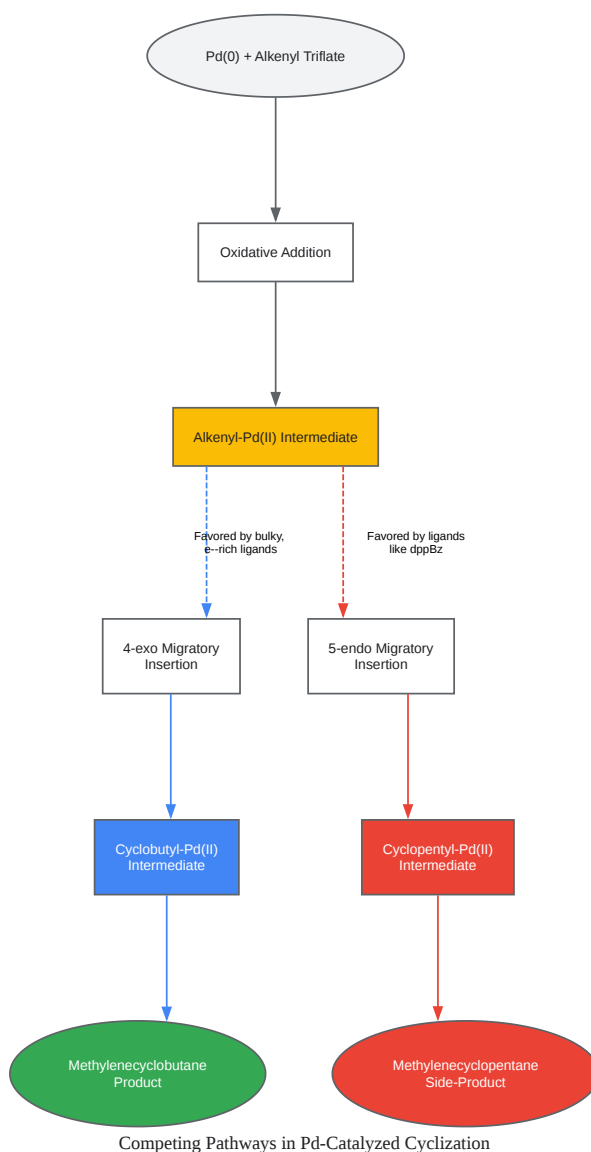 Pd(0) + Alkenyl Triflate
Oxidative Addition
Alkenyl-Pd(II) Intermediate
Favored by bulky,
e--rich ligands
Favored by ligands
like dppBz
4-exo Migratory
Insertion
5-endo Migratory
Insertion
Cyclobutyl-Pd(II)
Intermediate
Cyclopentyl-Pd(II)
Intermediate
Methylenecyclobutane
Product
Methylenecyclopentane
Side-Product
Competing Pathways in Pd-Catalyzed Cyclization